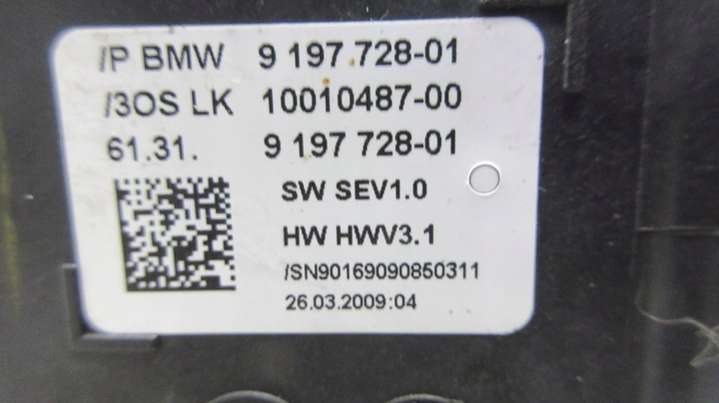 /P BMW 9 197 728-01
/3OS LK 10010487-00
61.31. 9 197 728-01
SW SEV1.0
HW HWV3.1
/SN90169090850311
26.03.2009:04